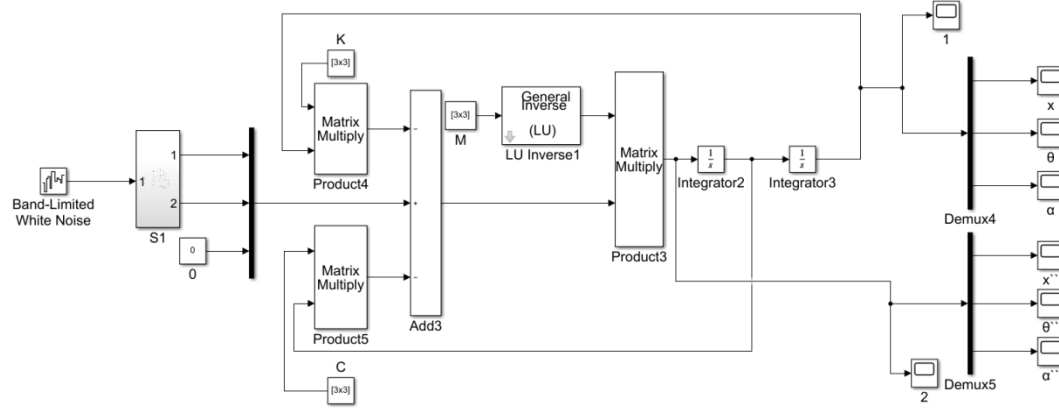 K
[3x3]
Matrix
Multiply
Product4
Band-Limited
White Noise
1
1
2
S1
0
0
Matrix
Multiply
Product5
C
[3x3]
−
+
−
Add3
[3x3]
M
General
Inverse
(LU)
LU Inverse1
Matrix
Multiply
Product3
1
s
Integrator2
1
s
Integrator3
1
x
θ
α
Demux4
x``
θ``
α``
Demux5
2